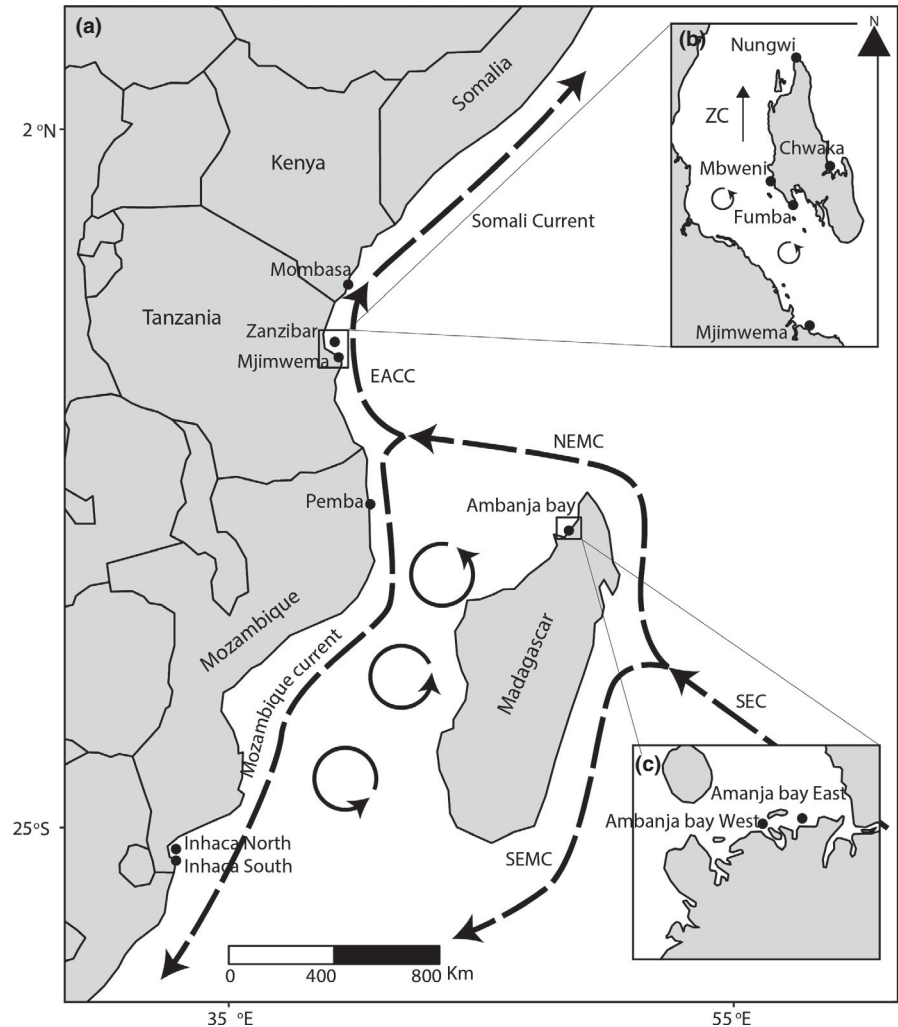 (a)
Somalia
2 °N
Kenya
Somali Current
Mombasa
Tanzania
Zanzibar
Mjimwema
EACC
NEMC
Pemba
Ambanja bay
Mozambique
Mozambique current
Madagascar
SEC
25°S
Inhaca North
Inhaca South
SEMC
0
400
800
Km
35 °E
55 °E
(b)
N
Nungwi
ZC
Chwaka
Mbweni
Fumba
Mjimwema
(c)
Amanja bay East
Ambanja bay West